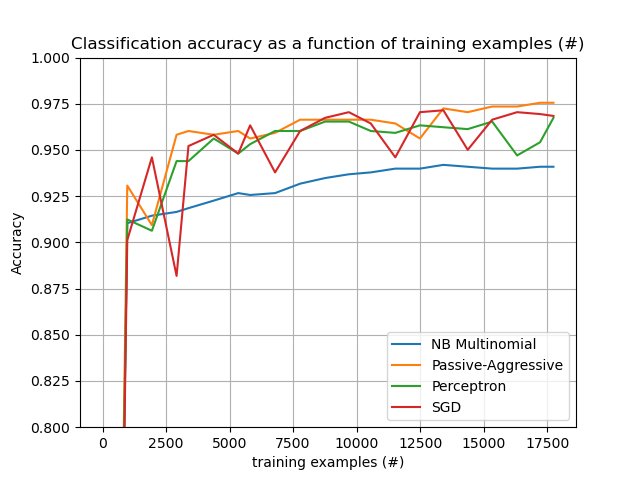 Classification accuracy as a function of training examples (#)
1.000
0.975
0.950
0.925
0.900
0.875
0.850
0.825
0.800
Accuracy
NB Multinomial
Passive-Aggressive
Perceptron
SGD
0 2500 5000 7500 10000 12500 15000 17500
training examples (#)